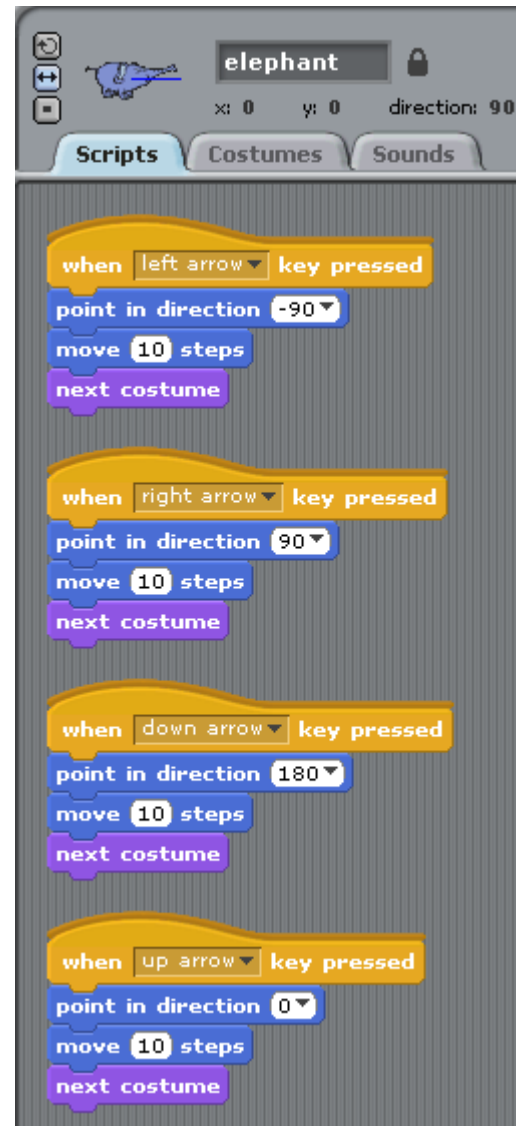 elephant
x: 0 y: 0 direction: 90
Scripts Costumes Sounds
when left arrow key pressed
point in direction -90
move 10 steps
next costume
when right arrow key pressed
point in direction 90
move 10 steps
next costume
when down arrow key pressed
point in direction 180
move 10 steps
next costume
when up arrow key pressed
point in direction 0
move 10 steps
next costume